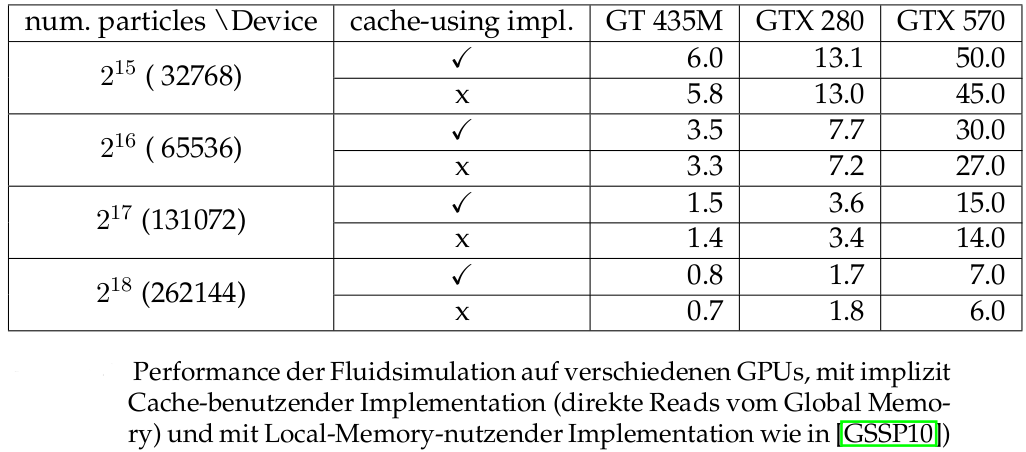 num. particles \Device cache-using impl. GT 435M GTX 280 GTX 570
2^15 ( 32768) ✓ 6.0 13.1 50.0
x 5.8 13.0 45.0
2^16 ( 65536) ✓ 3.5 7.7 30.0
x 3.3 7.2 27.0
2^17 (131072) ✓ 1.5 3.6 15.0
x 1.4 3.4 14.0
2^18 (262144) ✓ 0.8 1.7 7.0
x 0.7 1.8 6.0
Performance der Fluidsimulation auf verschiedenen GPUs, mit implizit
Cache-benutzender Implementation (direkte Reads vom Global Memo-
ry) und mit Local-Memory-nutzender Implementation wie in [GSSP10])